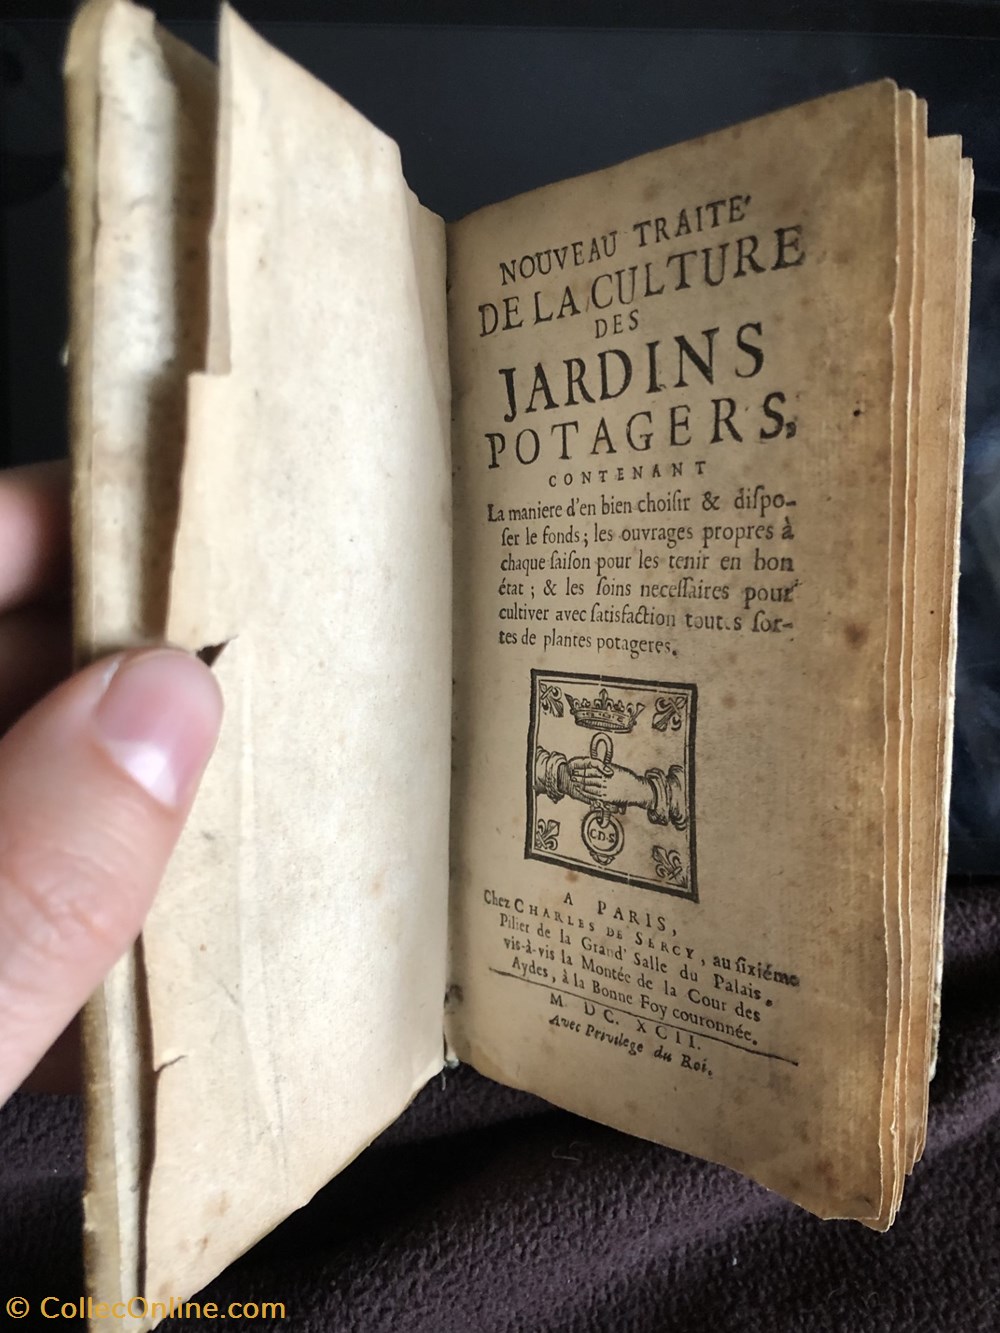 NOUVEAU TRAITE'
DE LA CULTURE
DES
JARDINS
POTAGERS,
CONTENANT
La maniere d'en bien choiſir & diſpo-
ſer le fonds; les ouvrages propres à
chaque ſaiſon pour les tenir en bon
état; & les ſoins neceſſaires pour
cultiver avec ſatisfaction toutes ſor-
tes de plantes potageres.
C.D.S
A PARIS,
Chez CHARLES DE SERCY, au ſixiéme
Pilier de la Grand' Salle du Palais,
vis-à-vis la Montée de la Cour des
Aydes, à la Bonne Foy couronnée.
M. DC. XCII.
Avec Privilege du Roi.
© CollecOnline.com